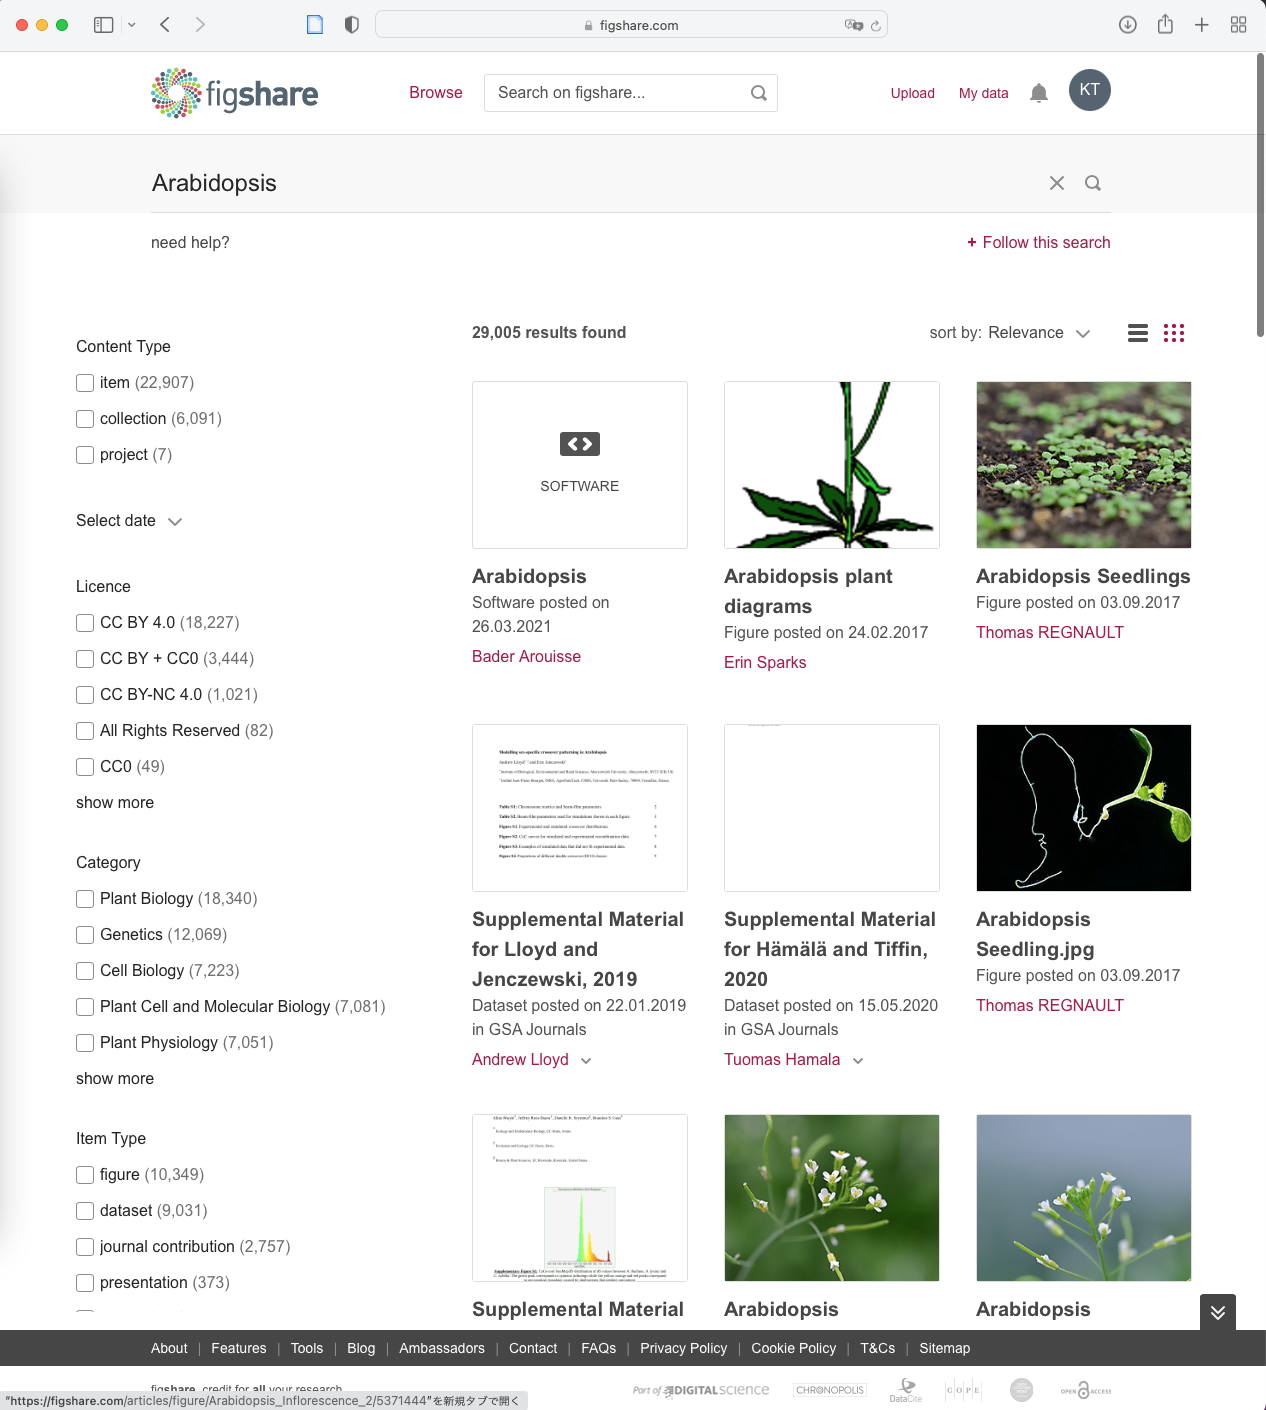 figshare.com
figshare
Browse
Search on figshare...
Upload
My data
KT
Arabidopsis
need help?
+ Follow this search
Content Type
item (22,907)
collection (6,091)
project (7)
Select date
Licence
CC BY 4.0 (18,227)
CC BY + CC0 (3,444)
CC BY-NC 4.0 (1,021)
All Rights Reserved (82)
CC0 (49)
show more
Category
Plant Biology (18,340)
Genetics (12,069)
Cell Biology (7,223)
Plant Cell and Molecular Biology (7,081)
Plant Physiology (7,051)
show more
Item Type
figure (10,349)
dataset (9,031)
journal contribution (2,757)
presentation (373)
29,005 results found
sort by: Relevance
SOFTWARE
Arabidopsis
Software posted on
26.03.2021
Bader Arouisse
Arabidopsis plant
diagrams
Figure posted on 24.02.2017
Erin Sparks
Arabidopsis Seedlings
Figure posted on 03.09.2017
Thomas REGNAULT
Modelling sex-specific crossover patterning in Arabidopsis
Supplemental Material
for Lloyd and
Jenczewski, 2019
Dataset posted on 22.01.2019
in GSA Journals
Andrew Lloyd
Supplemental Material
for Hämälä and Tiffin,
2020
Dataset posted on 15.05.2020
in GSA Journals
Tuomas Hamala
Arabidopsis
Seedling.jpg
Figure posted on 03.09.2017
Thomas REGNAULT
Supplemental Material
Arabidopsis
Arabidopsis
About | Features | Tools | Blog | Ambassadors | Contact | FAQs | Privacy Policy | Cookie Policy | T&Cs | Sitemap
figshare. credit for all your research.
Part of DIGITALSCIENCE
CHRONOPOLIS
DataCite
COPE
OPEN ACCESS
"https://figshare.com/articles/figure/Arabidopsis_Inflorescence_2/5371444"を新規タブで開く